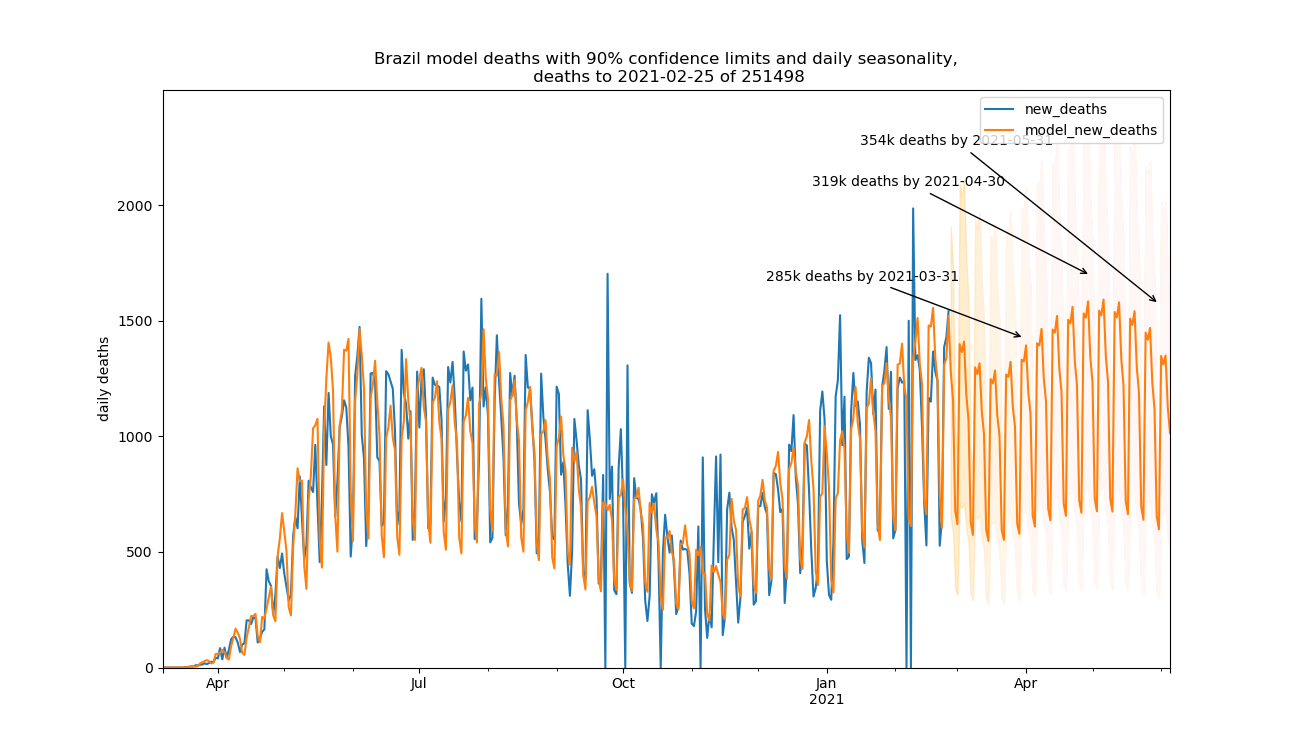 Brazil model deaths with 90% confidence limits and daily seasonality,
deaths to 2021-02-25 of 251498
new_deaths
model_new_deaths
354k deaths by 2021-05-31
319k deaths by 2021-04-30
285k deaths by 2021-03-31
daily deaths
2000
1500
1000
500
0
Apr
Jul
Oct
Jan
2021
Apr